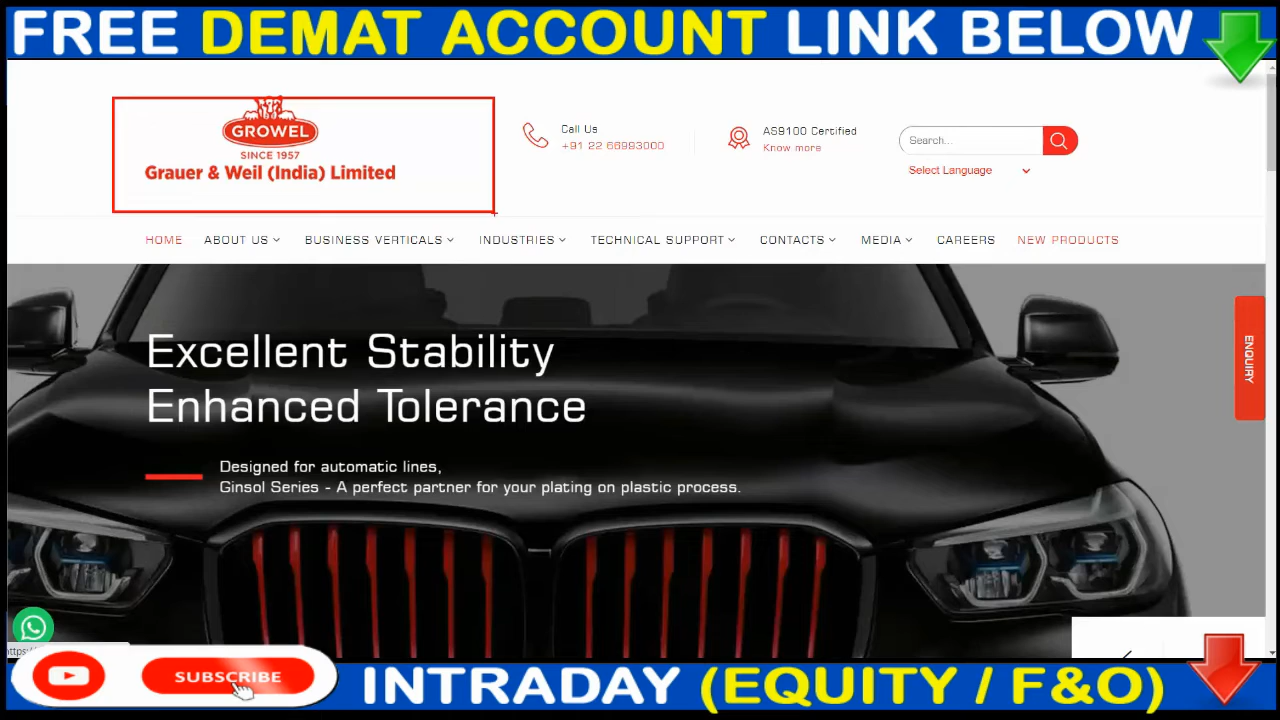 FREE DEMAT ACCOUNT LINK BELOW
GROWEL
SINCE 1957
Grauer & Weil (India) Limited
Call Us
+91 22 66993000
AS9100 Certified
Know more
Search...
Select Language
HOME ABOUT US BUSINESS VERTICALS INDUSTRIES TECHNICAL SUPPORT CONTACTS MEDIA CAREERS NEW PRODUCTS
Excellent Stability
Enhanced Tolerance
Designed for automatic lines,
Ginsol Series - A perfect partner for your plating on plastic process.
ENQUIRY
SUBSCRIBE
INTRADAY (EQUITY / F&O)